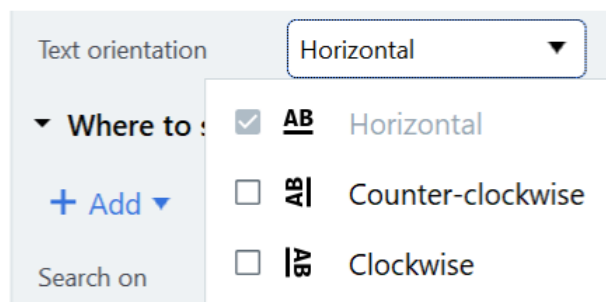 Text orientation
Horizontal
Where to
AB Horizontal
+ Add
AB Counter-clockwise
Search on
AB Clockwise